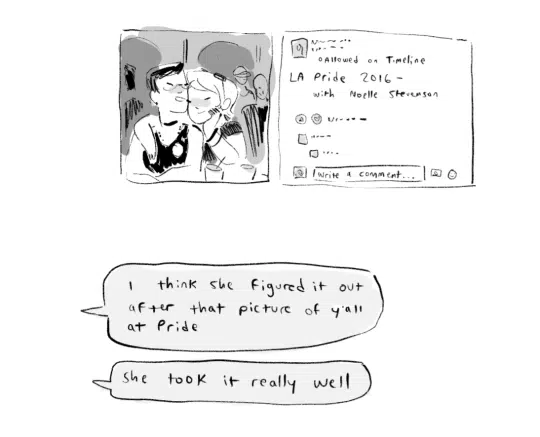 Allowed on Timeline
LA Pride 2016 -
with Noelle Stevenson
Write a comment...
I think she figured it out
after that picture of y'all
at Pride
she took it really well